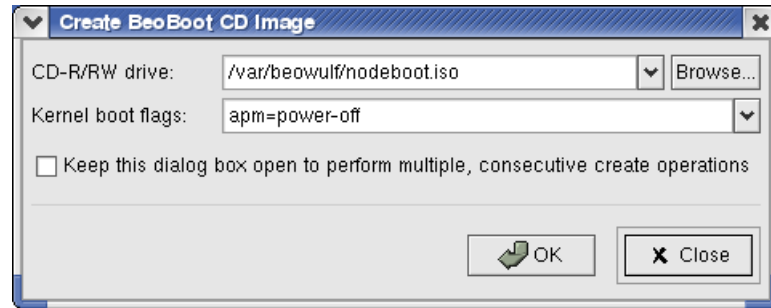 Create BeoBoot CD Image
CD-R/RW drive: /var/beowulf/nodeboot.iso Browse...
Kernel boot flags: apm=power-off
Keep this dialog box open to perform multiple, consecutive create operations
OK Close